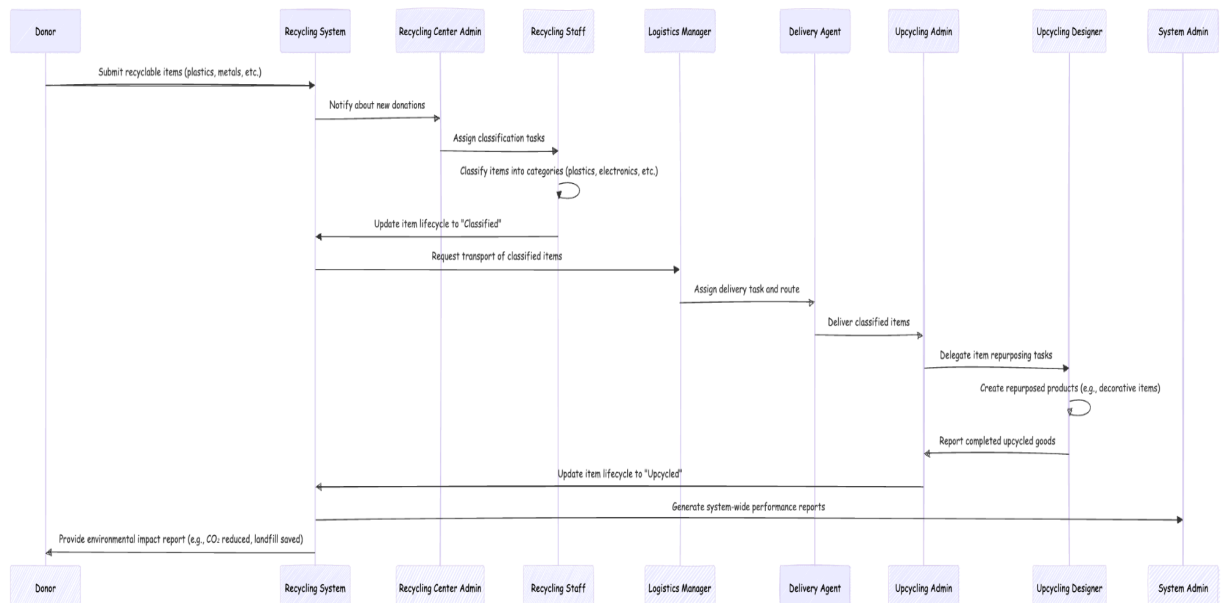 Donor
Recycling System
Recycling Center Admin
Recycling Staff
Logistics Manager
Delivery Agent
Upcycling Admin
Upcycling Designer
System Admin
Submit recyclable items (plastics, metals, etc.)
Notify about new donations
Assign classification tasks
Classify items into categories (plastics, electronics, etc.)
Update item lifecycle to "Classified"
Request transport of classified items
Assign delivery task and route
Deliver classified items
Delegate item repurposing tasks
Create repurposed products (e.g., decorative items)
Report completed upcycled goods
Update item lifecycle to "Upcycled"
Generate system-wide performance reports
Provide environmental impact report (e.g., CO₂ reduced, landfill saved)
Donor
Recycling System
Recycling Center Admin
Recycling Staff
Logistics Manager
Delivery Agent
Upcycling Admin
Upcycling Designer
System Admin